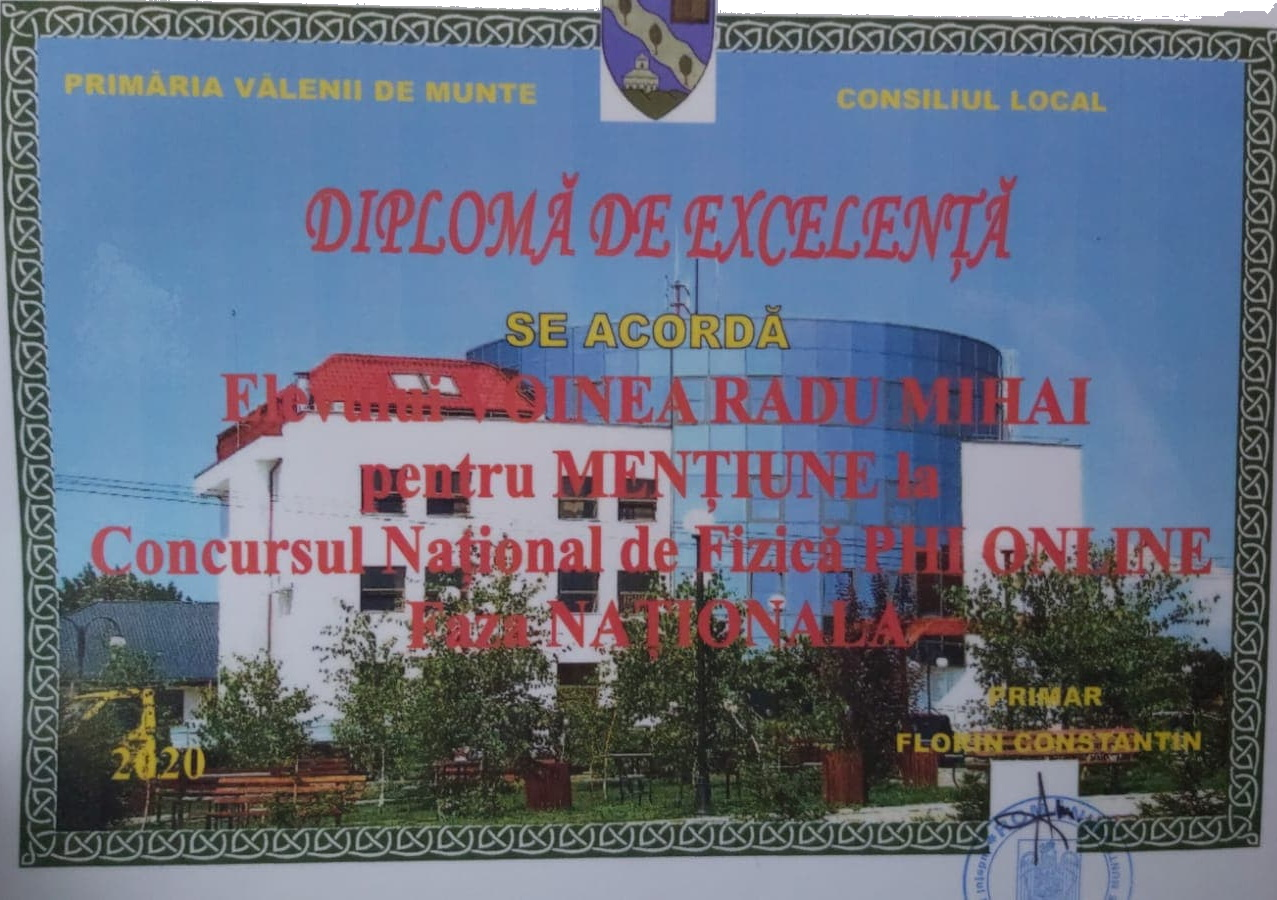 PRIMĂRIA VĂLENII DE MUNTE
CONSILIUL LOCAL
DIPLOMĂ DE EXCELENȚĂ
SE ACORDĂ
Elevului VOINEA RADU MIHAI
pentru MENȚIUNE la
Concursul Național de Fizică PHI ONLINE
Faza NAȚIONALA
PRIMAR
FLORIN CONSTANTIN
2020